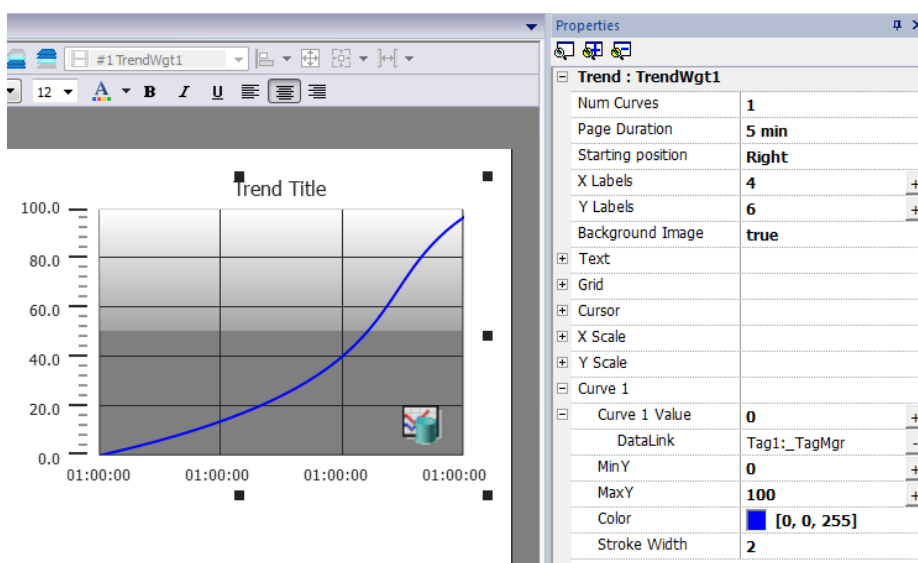 Properties
#1 TrendWgt1
12 A B I U
Trend : TrendWgt1
Num Curves 1
Page Duration 5 min
Starting position Right
X Labels 4
Y Labels 6
Background Image true
Text
Grid
Cursor
X Scale
Y Scale
Curve 1
Curve 1 Value 0
DataLink Tag1:_TagMgr
MinY 0
MaxY 100
Color [0, 0, 255]
Stroke Width 2
Trend Title
100.0
80.0
60.0
40.0
20.0
0.0
01:00:00 01:00:00 01:00:00 01:00:00